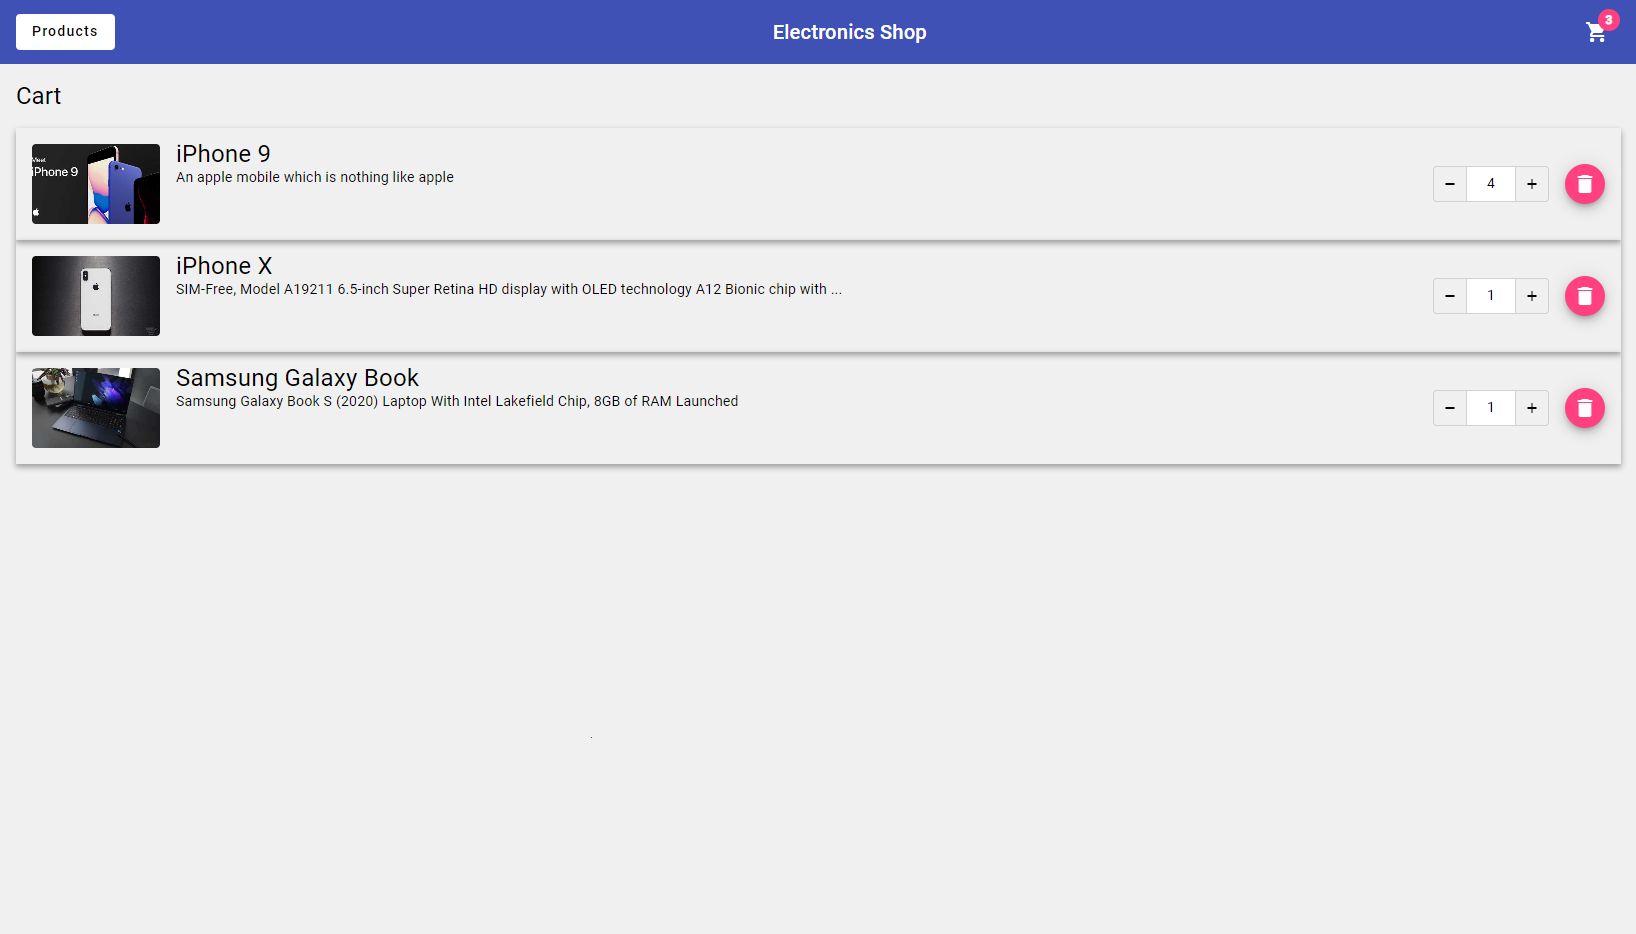 Products
Electronics Shop
3
Cart
Meet
iPhone 9
iPhone 9
An apple mobile which is nothing like apple
− 4 +
iPhone X
SIM-Free, Model A19211 6.5-inch Super Retina HD display with OLED technology A12 Bionic chip with ...
− 1 +
Samsung Galaxy Book
Samsung Galaxy Book S (2020) Laptop With Intel Lakefield Chip, 8GB of RAM Launched
− 1 +